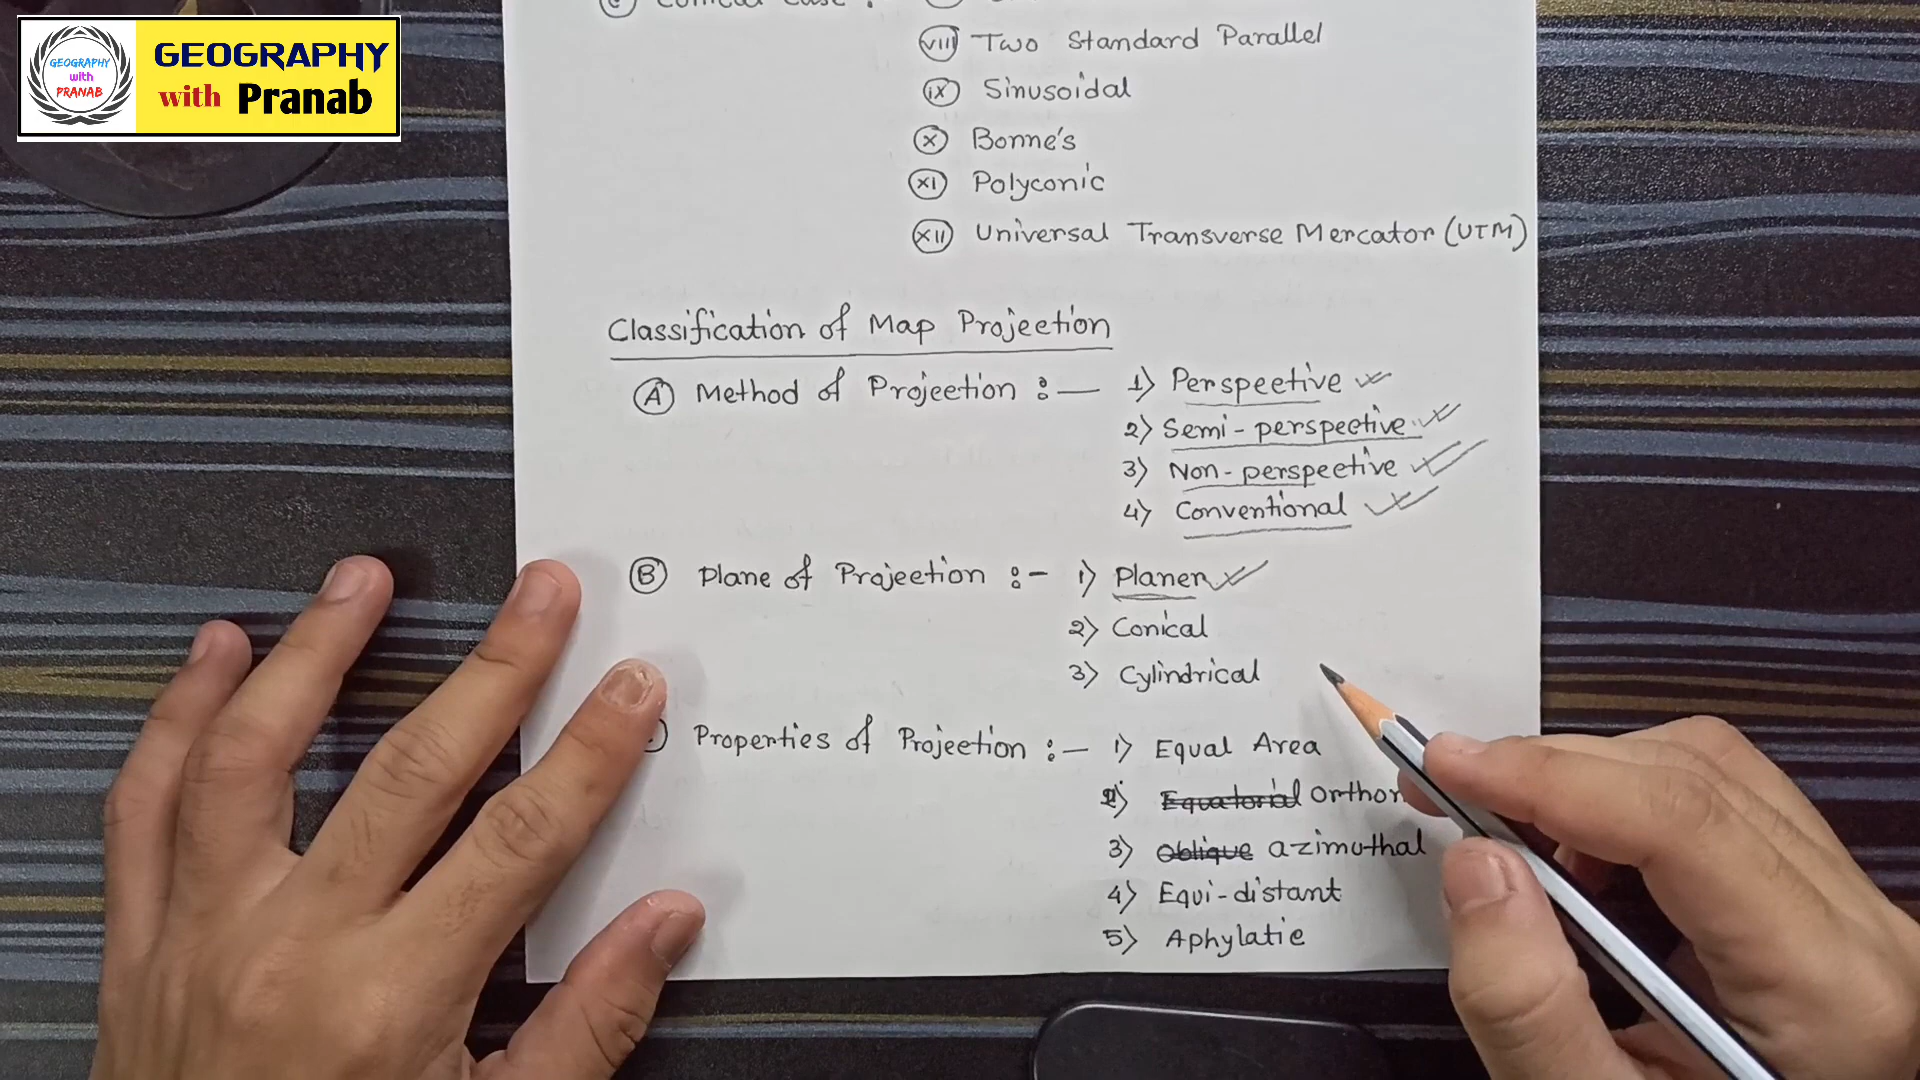 GEOGRAPHY
with
PRANAB
GEOGRAPHY
with Pranab
VIII Two Standard Parallel
IX Sinusoidal
X Bonne's
XI Polyconic
XII Universal Transverse Mercator (UTM)
Classification of Map Projection
A Method of Projection :— 1) Perspective
2) Semi-perspective
3) Non-perspective
4) Conventional
B Plane of Projection :- 1) Planer
2) Conical
3) Cylindrical
Properties of Projection :— 1) Equal Area
2) Equatorial Orthom
3) Oblique azimuthal
4) Equi-distant
5) Aphylatic